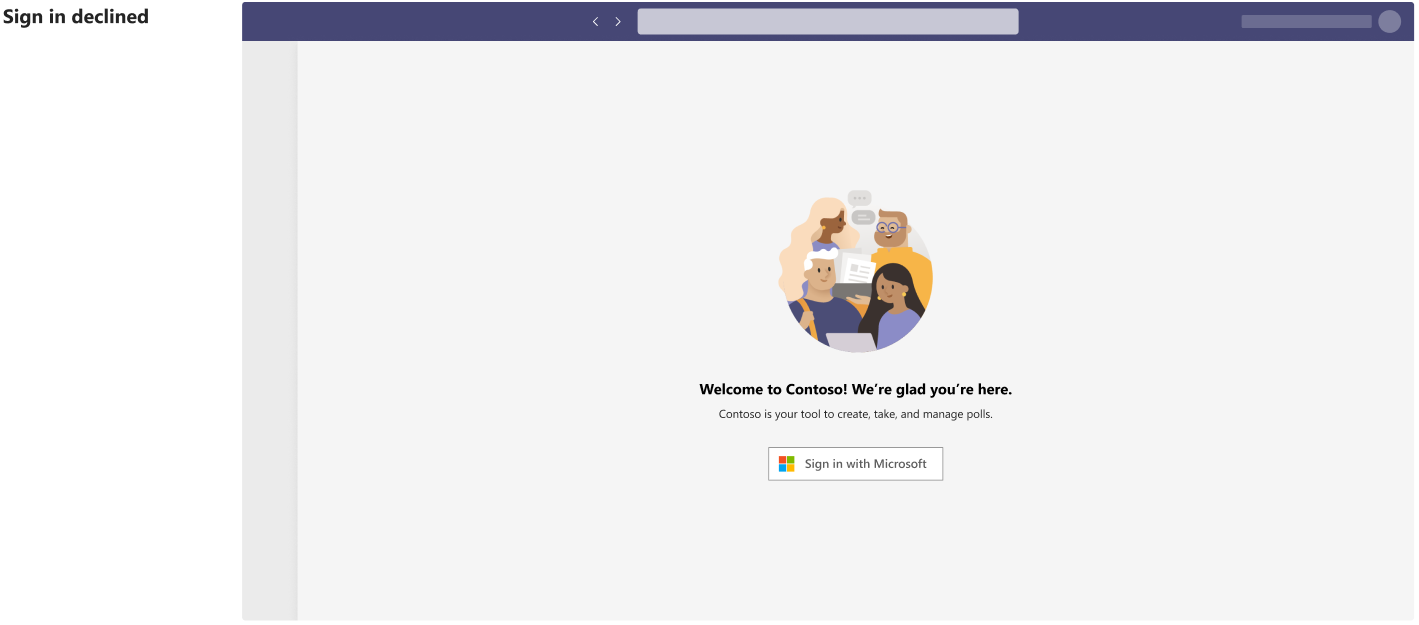 Sign in declined
Welcome to Contoso! We’re glad you’re here.
Contoso is your tool to create, take, and manage polls.
Sign in with Microsoft